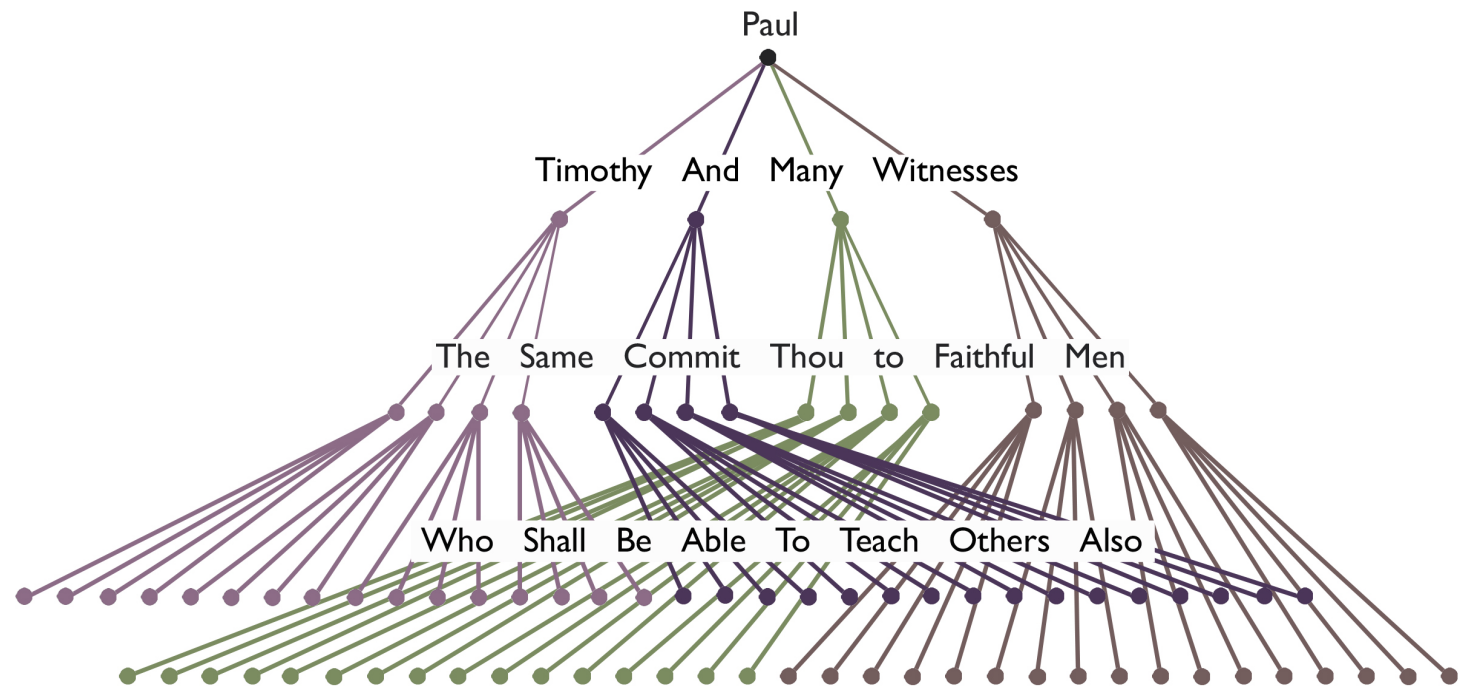 Paul
Timothy And Many Witnesses
The Same Commit Thou to Faithful Men
Who Shall Be Able To Teach Others Also